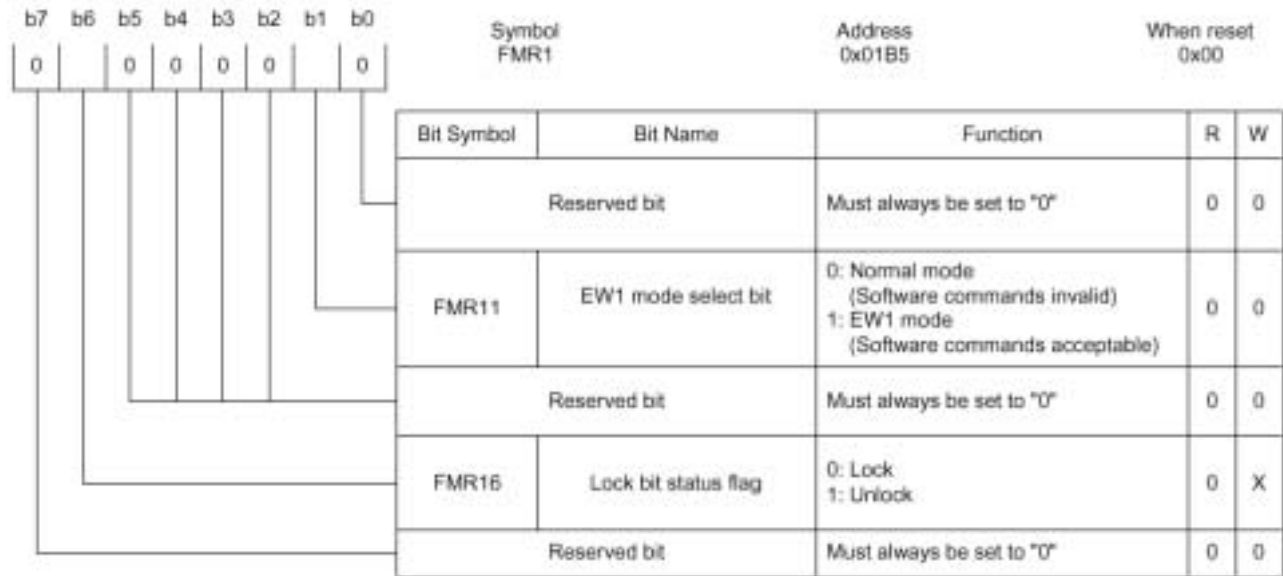 b7 b6 b5 b4 b3 b2 b1 b0
0 0 0 0 0 0
Symbol Address When reset
FMR1 0x01B5 0x00
Bit Symbol Bit Name Function R W
Reserved bit Must always be set to "0" 0 0
FMR11 EW1 mode select bit 0: Normal mode
(Software commands invalid)
1: EW1 mode
(Software commands acceptable) 0 0
Reserved bit Must always be set to "0" 0 0
FMR16 Lock bit status flag 0: Lock
1: Unlock 0 X
Reserved bit Must always be set to "0" 0 0